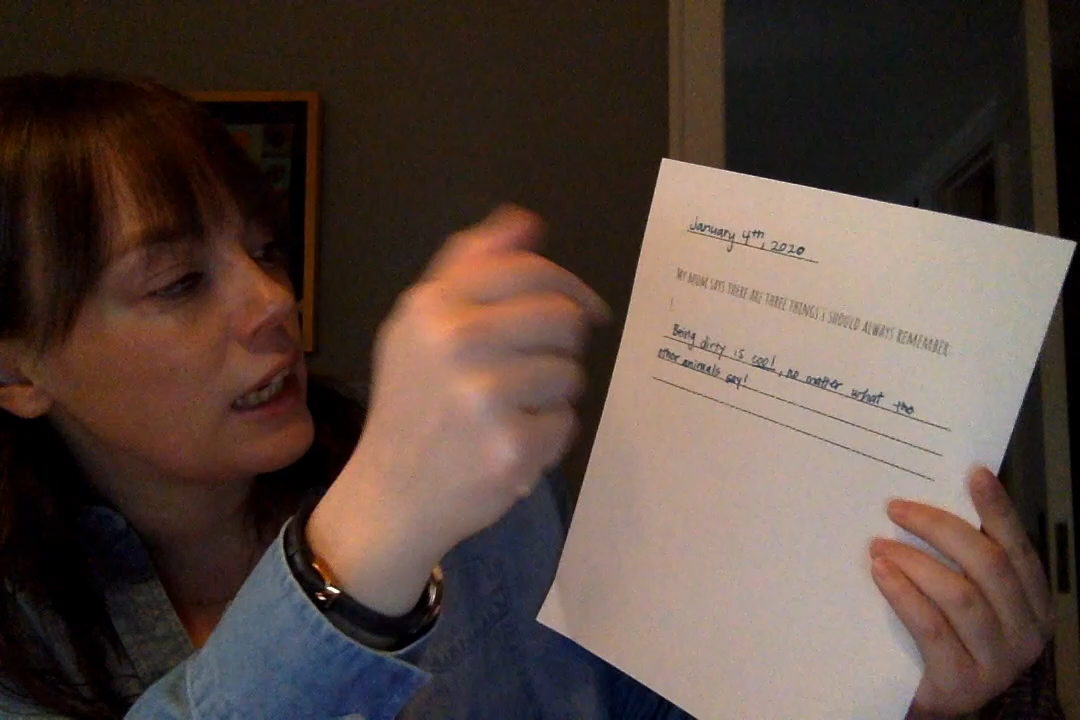 January 4th, 2020
MY MOM SAYS THERE ARE THREE THINGS I SHOULD ALWAYS REMEMBER
1
Being dirty is cool, no matter what the
other animals say!